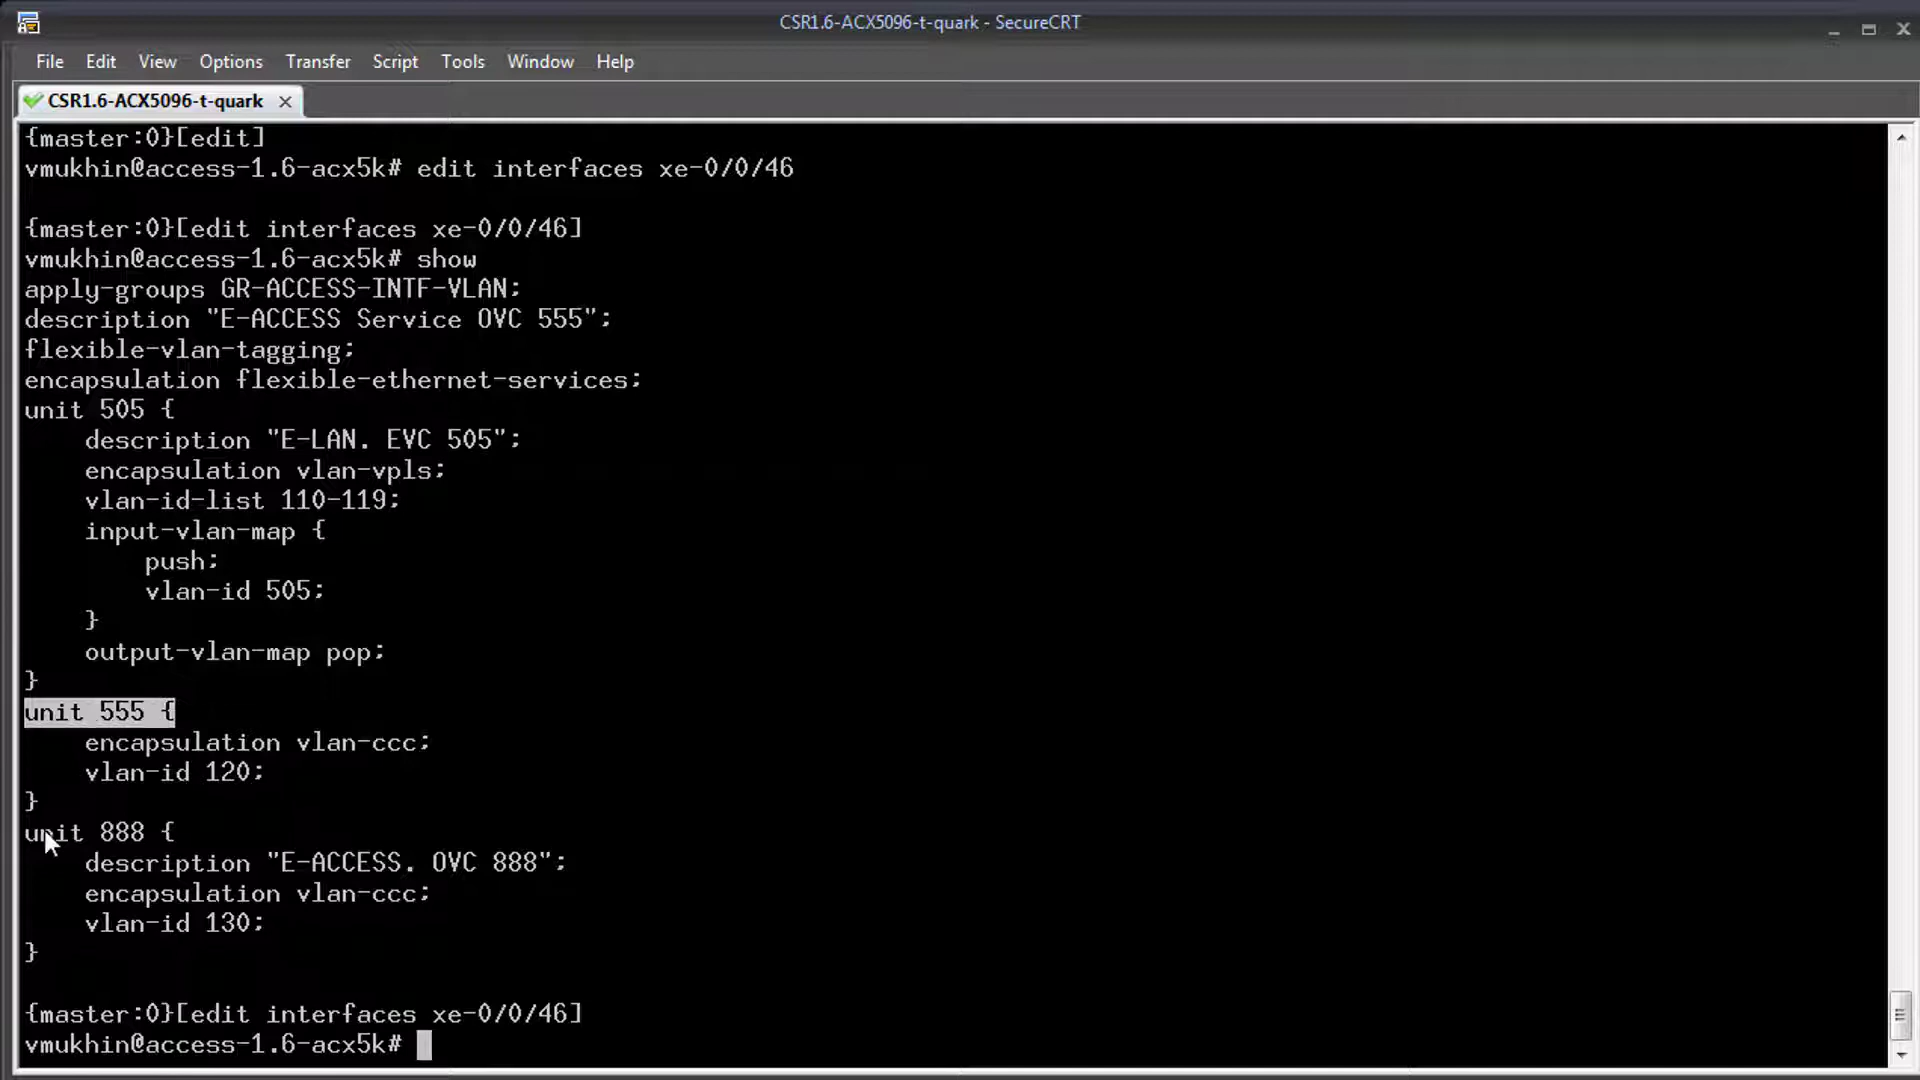 CSR1.6-ACX5096-t-quark - SecureCRT
File Edit View Options Transfer Script Tools Window Help
CSR1.6-ACX5096-t-quark
{master:0}[edit]
vmukhin@access-1.6-acx5k# edit interfaces xe-0/0/46
{master:0}[edit interfaces xe-0/0/46]
vmukhin@access-1.6-acx5k# show
apply-groups GR-ACCESS-INTF-VLAN;
description "E-ACCESS Service OVC 555";
flexible-vlan-tagging;
encapsulation flexible-ethernet-services;
unit 505 {
    description "E-LAN. EVC 505";
    encapsulation vlan-vpls;
    vlan-id-list 110-119;
    input-vlan-map {
        push;
        vlan-id 505;
    }
    output-vlan-map pop;
}
unit 555 {
    encapsulation vlan-ccc;
    vlan-id 120;
}
unit 888 {
    description "E-ACCESS. OVC 888";
    encapsulation vlan-ccc;
    vlan-id 130;
}
{master:0}[edit interfaces xe-0/0/46]
vmukhin@access-1.6-acx5k#